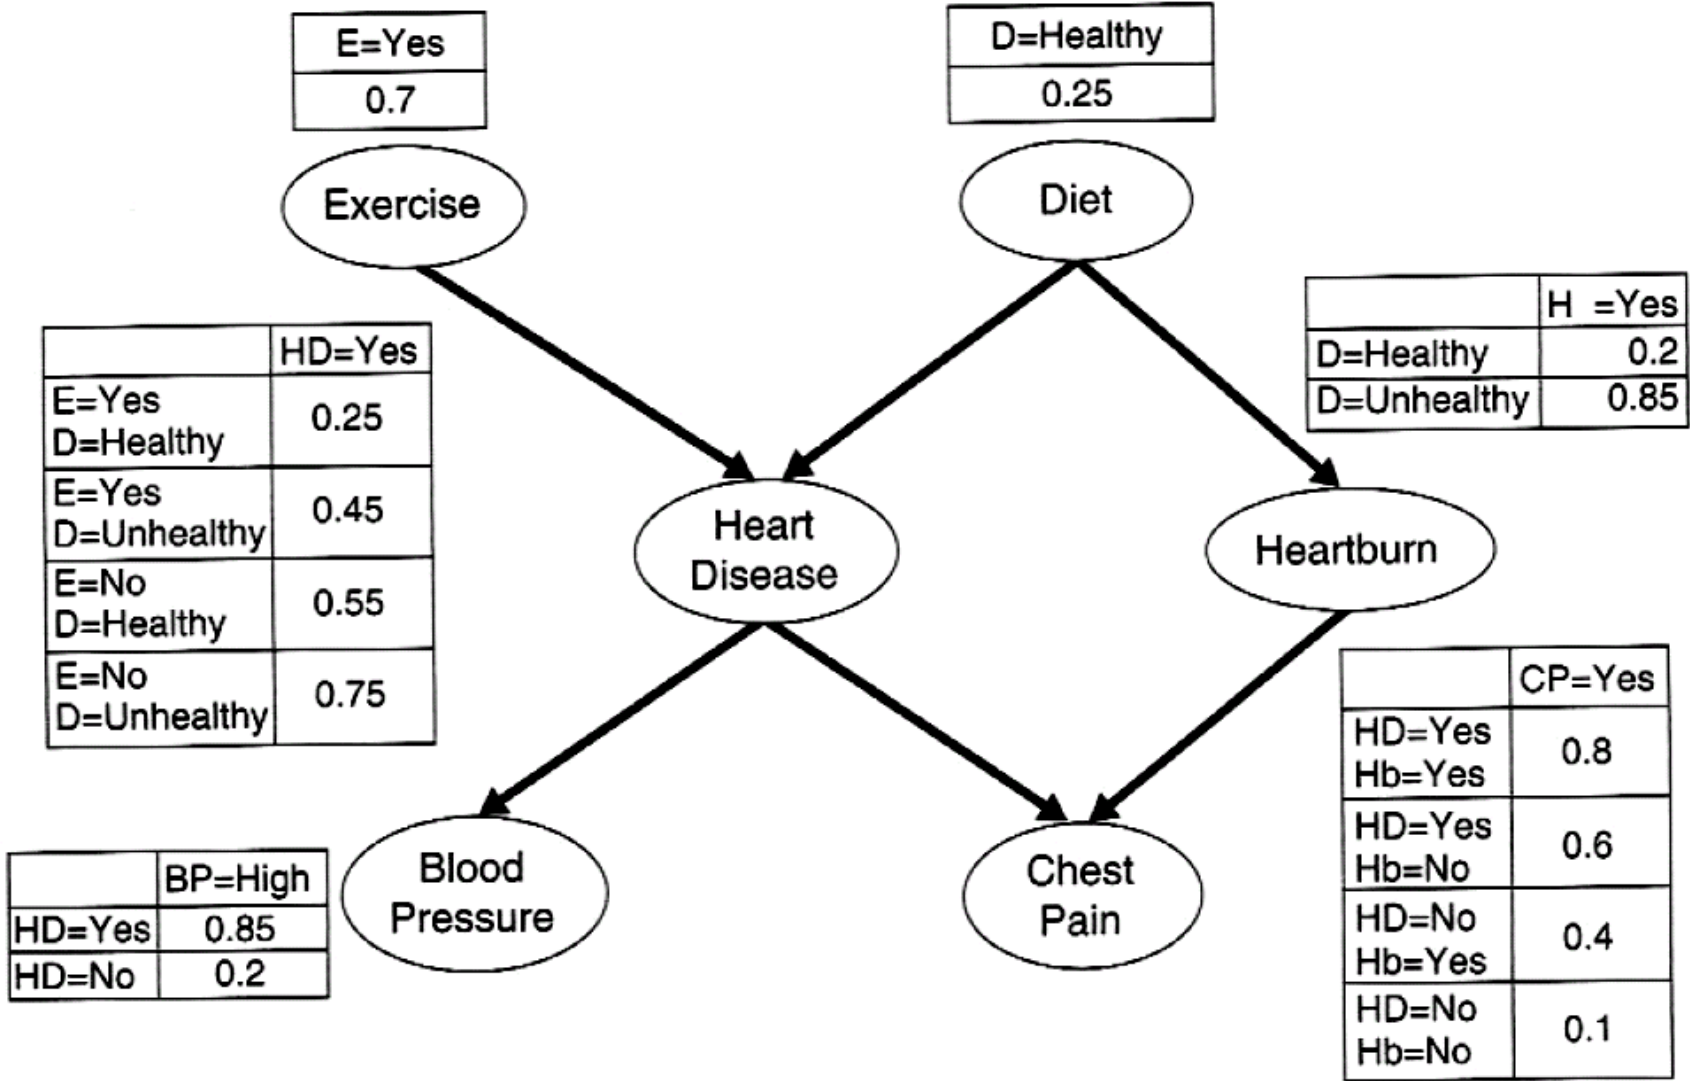 E=Yes
0.7
D=Healthy
0.25
Exercise
Diet
H =Yes
D=Healthy 0.2
D=Unhealthy 0.85
HD=Yes
E=Yes
D=Healthy
0.25
E=Yes
D=Unhealthy
0.45
E=No
D=Healthy
0.55
E=No
D=Unhealthy
0.75
Heart
Disease
Heartburn
CP=Yes
HD=Yes
Hb=Yes
0.8
HD=Yes
Hb=No
0.6
HD=No
Hb=Yes
0.4
HD=No
Hb=No
0.1
BP=High
HD=Yes 0.85
HD=No 0.2
Blood
Pressure
Chest
Pain